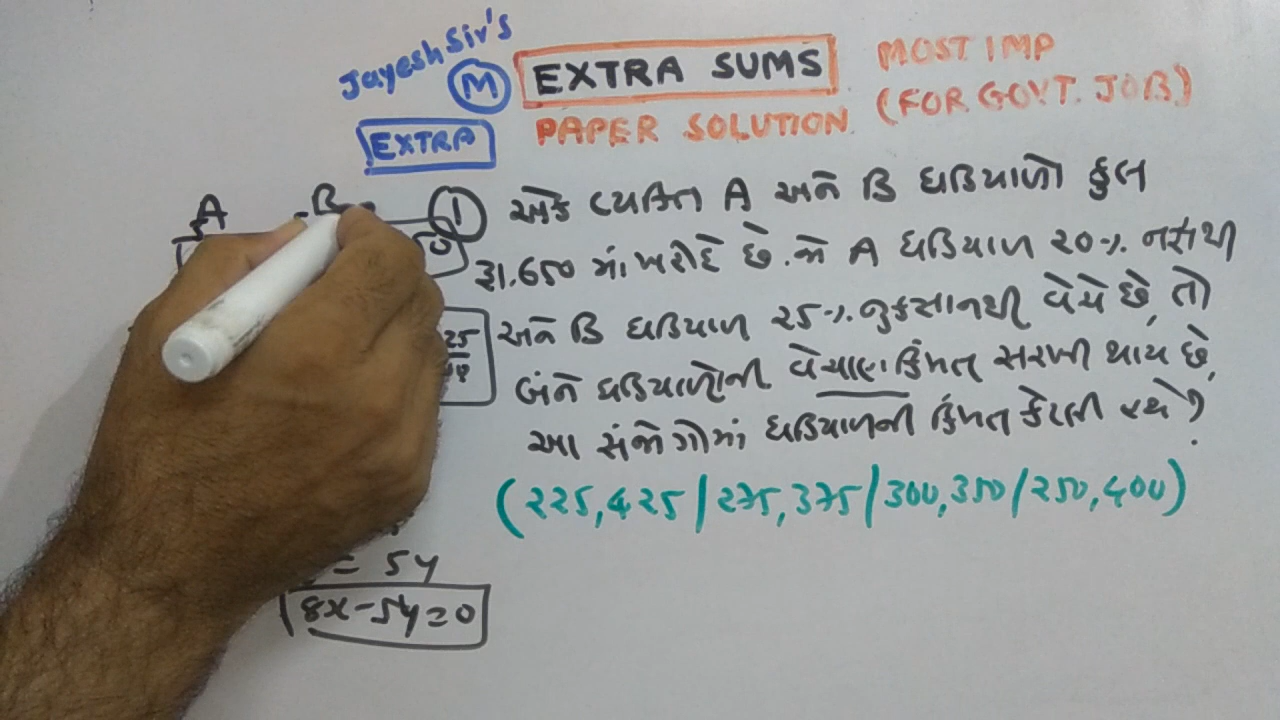 Jayesh Sir's
M
EXTRA
EXTRA SUMS
PAPER SOLUTION.
MOST IMP
(FOR GOVT. JOB)
A B
1 એક વ્યક્તિ A અને B ઘડિયાળો કુલ
રૂા.650 માં ખરીદે છે. જો A ઘડિયાળ 20% નફાથી
અને B ઘડિયાળ 25% નુકસાનથી વેચે છે, તો
બંને ઘડિયાળોની વેચાણકિંમત સરખી થાય છે,
આ સંજોગોમાં ઘડિયાળની કિંમત કેટલી હશે?
(225,425/275,375/300,350/250,400)
= 5y
8x-5y=0